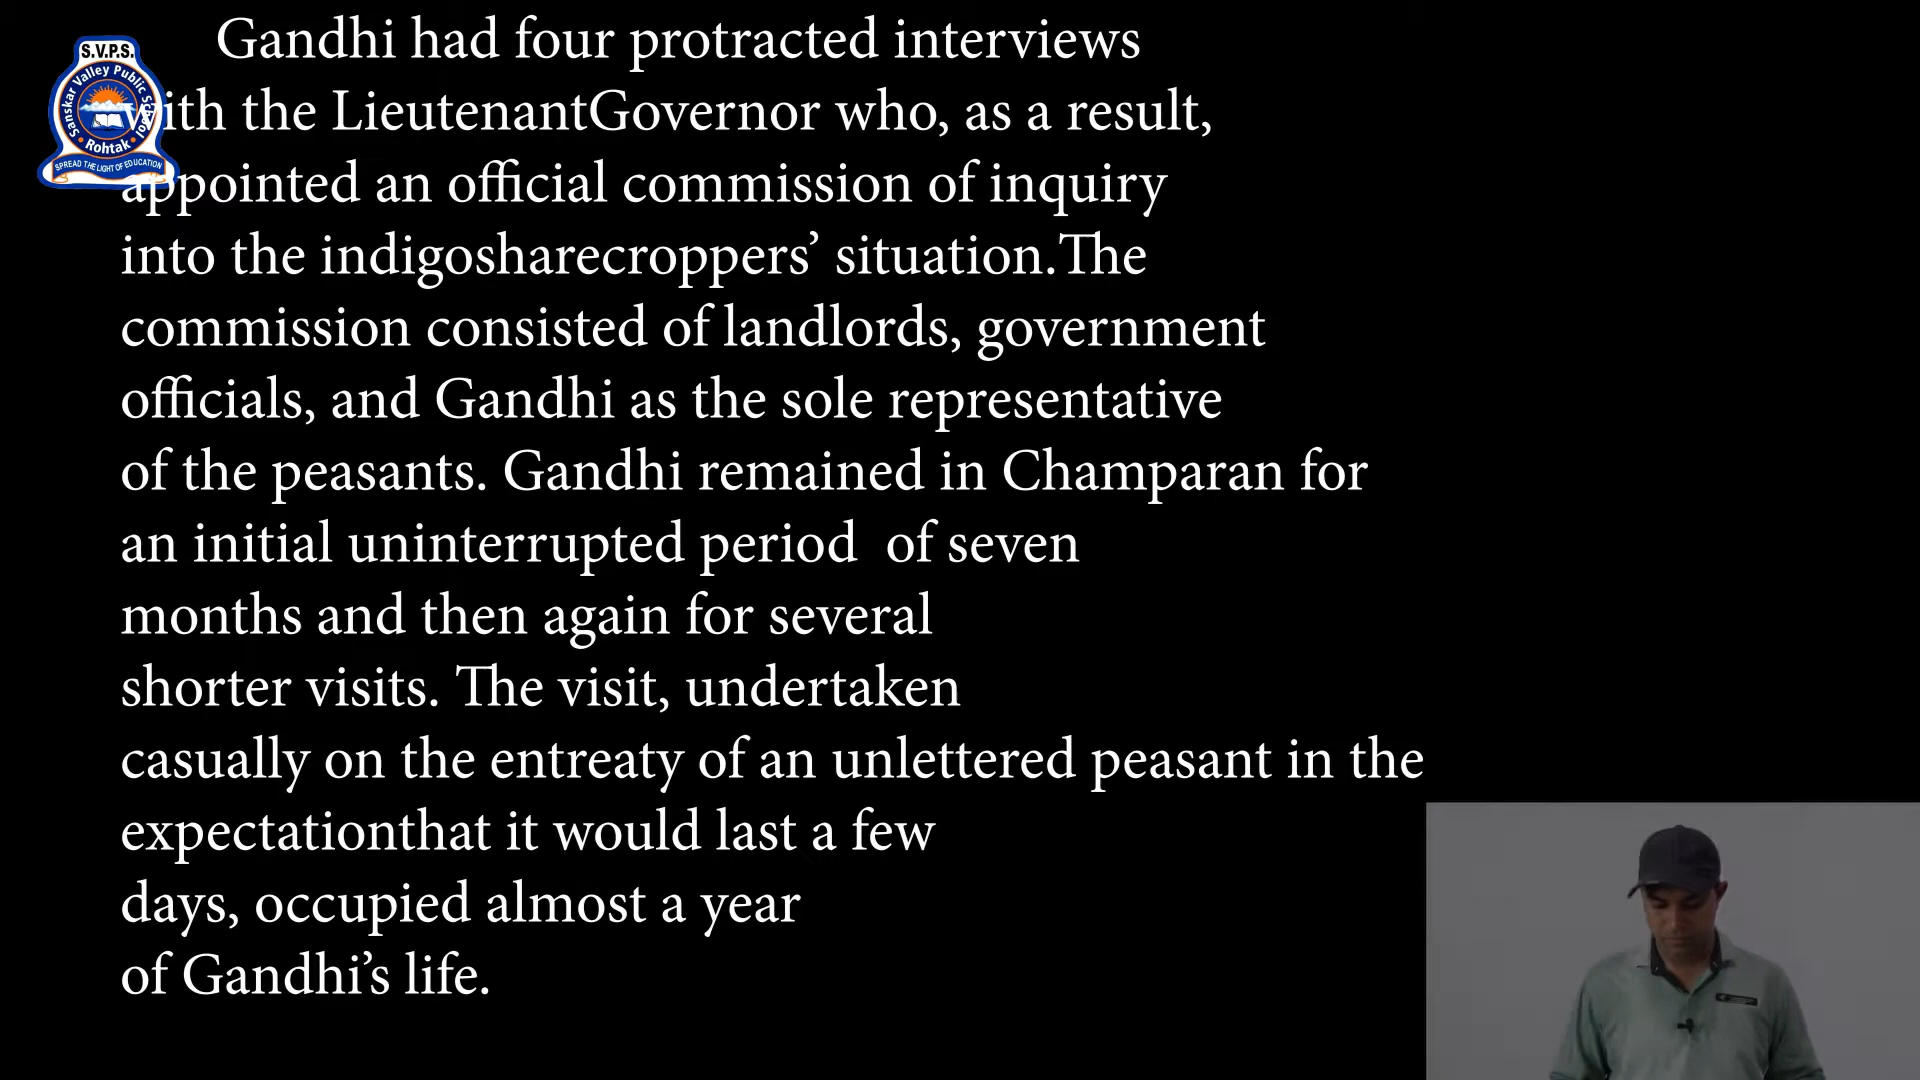 S.V.P.S.
Sanskar Valley Public School
Rohtak
SPREAD THE LIGHT OF EDUCATION
Gandhi had four protracted interviews
with the LieutenantGovernor who, as a result,
appointed an official commission of inquiry
into the indigosharecroppers’ situation.The
commission consisted of landlords, government
officials, and Gandhi as the sole representative
of the peasants. Gandhi remained in Champaran for
an initial uninterrupted period  of seven
months and then again for several
shorter visits. The visit, undertaken
casually on the entreaty of an unlettered peasant in the
expectationthat it would last a few
days, occupied almost a year
of Gandhi’s life.